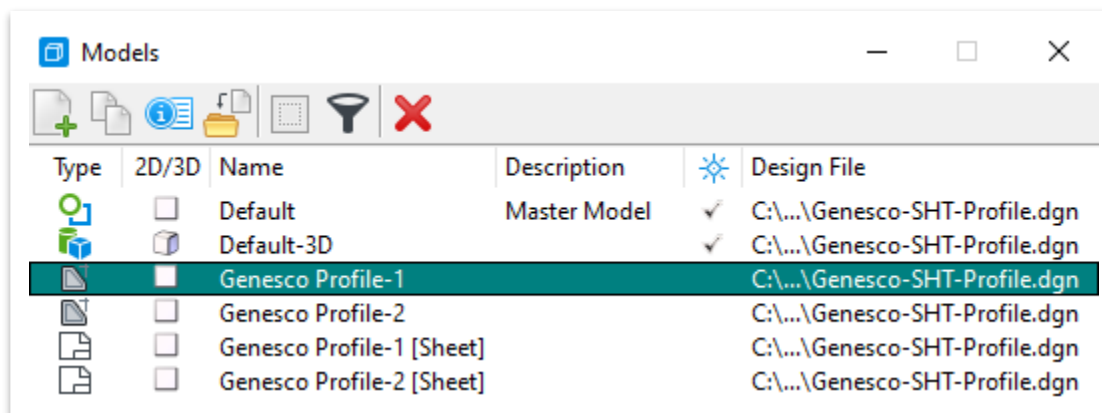 Models
Type 2D/3D Name Description Design File
Default Master Model C:\...\Genesco-SHT-Profile.dgn
Default-3D C:\...\Genesco-SHT-Profile.dgn
Genesco Profile-1 C:\...\Genesco-SHT-Profile.dgn
Genesco Profile-2 C:\...\Genesco-SHT-Profile.dgn
Genesco Profile-1 [Sheet] C:\...\Genesco-SHT-Profile.dgn
Genesco Profile-2 [Sheet] C:\...\Genesco-SHT-Profile.dgn